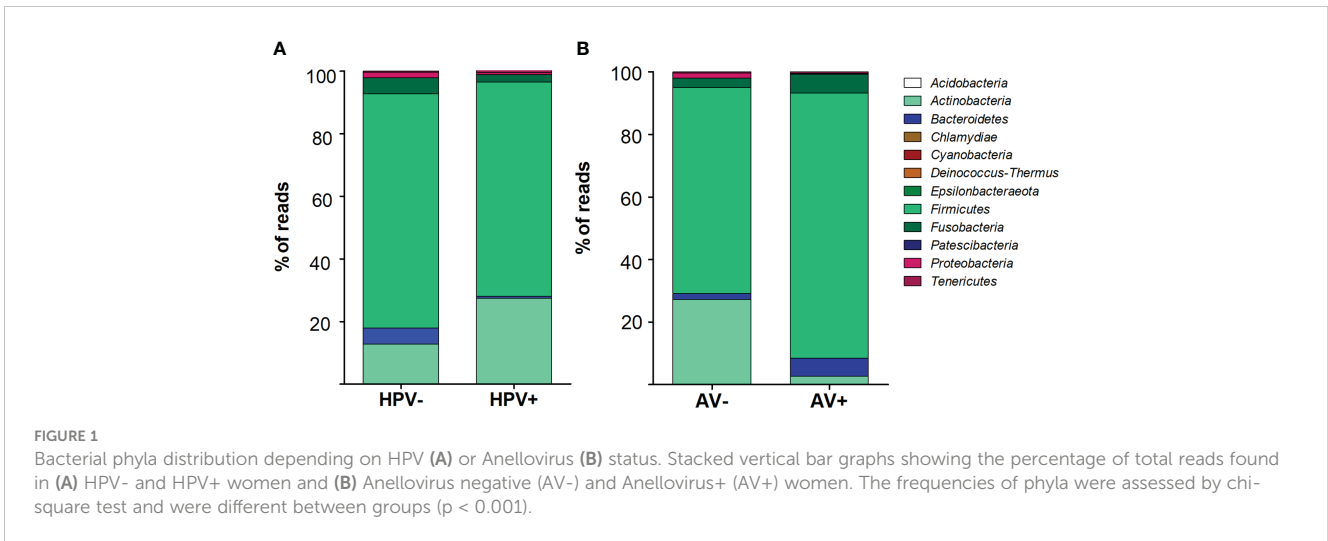 A
B
100
80
60
40
20
% of reads
HPV-
HPV+
100
80
60
40
20
% of reads
AV-
AV+
Acidobacteria
Actinobacteria
Bacteroidetes
Chlamydiae
Cyanobacteria
Deinococcus-Thermus
Epsilonbacteraeota
Firmicutes
Fusobacteria
Patescibacteria
Proteobacteria
Tenericutes
FIGURE 1
Bacterial phyla distribution depending on HPV (A) or Anellovirus (B) status. Stacked vertical bar graphs showing the percentage of total reads found
in (A) HPV- and HPV+ women and (B) Anellovirus negative (AV-) and Anellovirus+ (AV+) women. The frequencies of phyla were assessed by chi-
square test and were different between groups (p < 0.001).